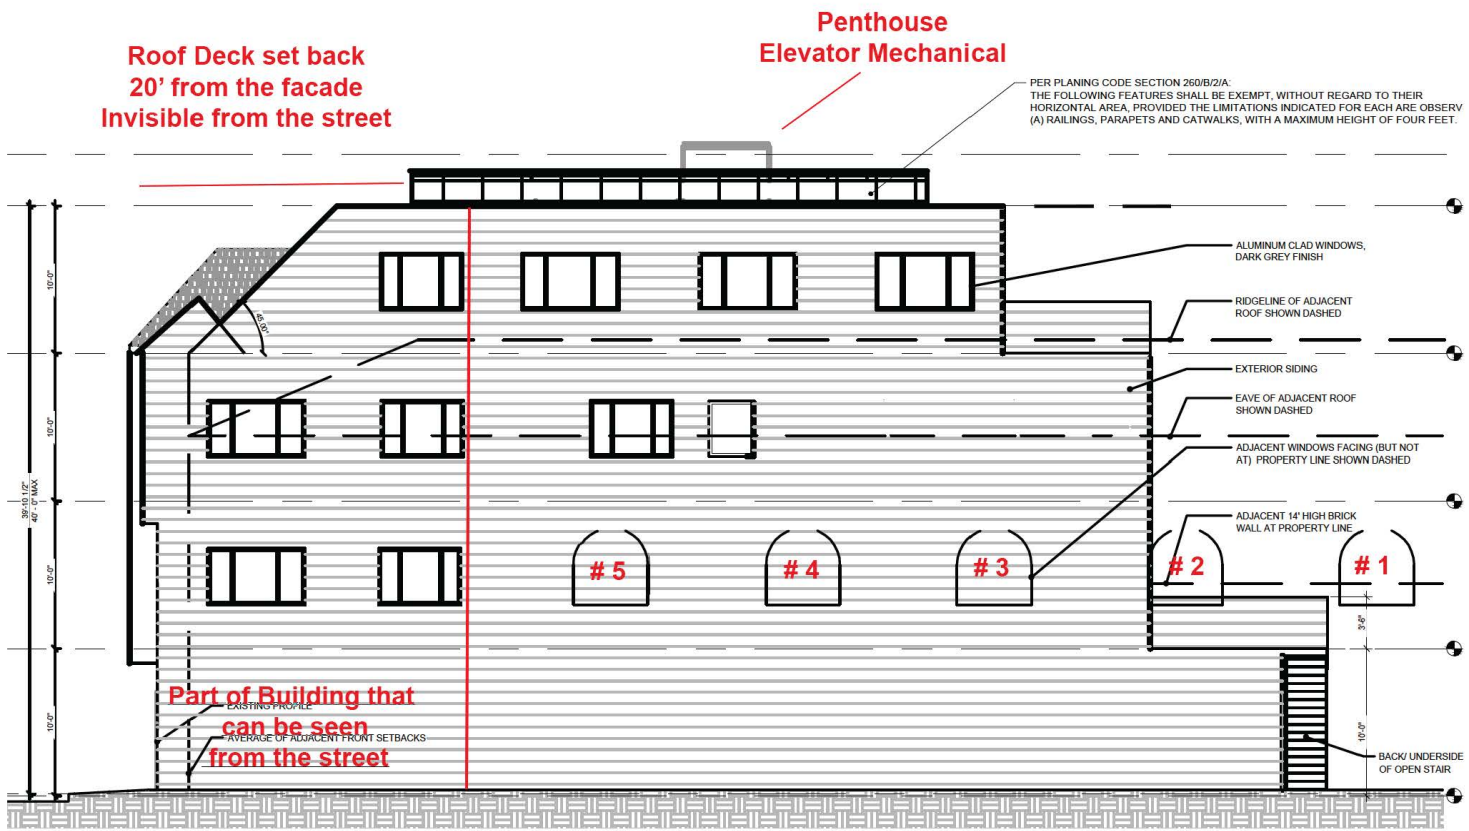 Penthouse
Elevator Mechanical
Roof Deck set back
20' from the facade
Invisible from the street
PER PLANING CODE SECTION 260/B/2/A:
THE FOLLOWING FEATURES SHALL BE EXEMPT, WITHOUT REGARD TO THEIR
HORIZONTAL AREA, PROVIDED THE LIMITATIONS INDICATED FOR EACH ARE OBSERV
(A) RAILINGS, PARAPETS AND CATWALKS, WITH A MAXIMUM HEIGHT OF FOUR FEET.
ALUMINUM CLAD WINDOWS,
DARK GREY FINISH
10'-0"
45.00°
RIDGELINE OF ADJACENT
ROOF SHOWN DASHED
EXTERIOR SIDING
EAVE OF ADJACENT ROOF
SHOWN DASHED
10'-0"
ADJACENT WINDOWS FACING (BUT NOT
AT) PROPERTY LINE SHOWN DASHED
39'-10 1/2"
40' - 0" MAX
ADJACENT 14' HIGH BRICK
WALL AT PROPERTY LINE
10'-0"
# 5
# 4
# 3
# 2
# 1
3'-6"
Part of Building that
can be seen
from the street
EXISTING PROFILE
AVERAGE OF ADJACENT FRONT SETBACKS
10'-0"
10'-0"
BACK/ UNDERSIDE
OF OPEN STAIR